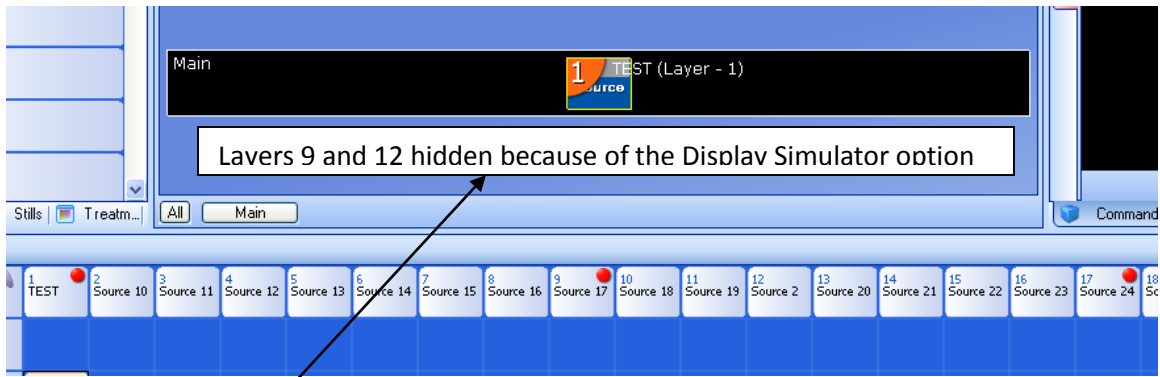 Main
1 TEST (Layer - 1)
Source
Layers 9 and 12 hidden because of the Display Simulator option
Stills Treatm...
All Main
Command
1 2 3 4 5 6 7 8 9 10 11 12 13 14 15 16 17 18
TEST Source 10 Source 11 Source 12 Source 13 Source 14 Source 15 Source 16 Source 17 Source 18 Source 19 Source 2 Source 20 Source 21 Source 22 Source 23 Source 24